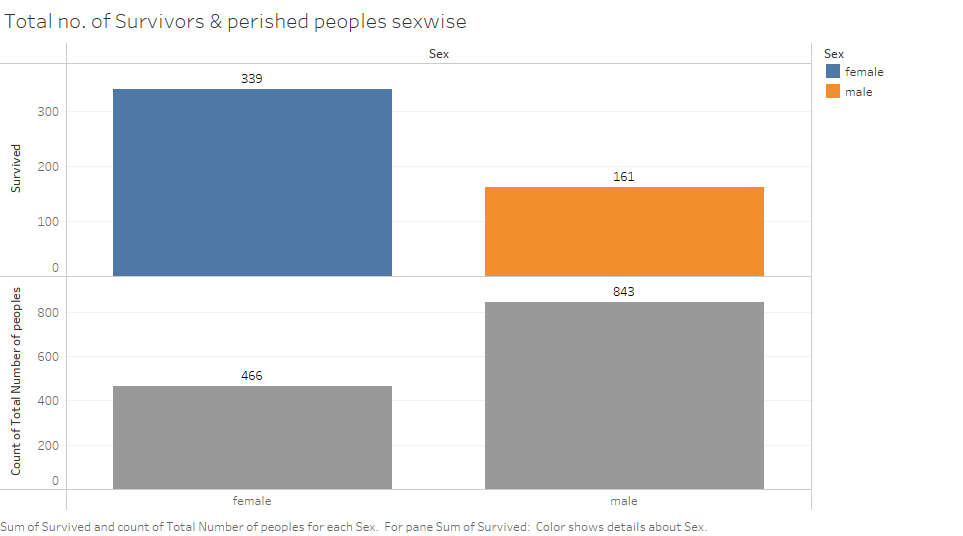 Total no. of Survivors & perished peoples sexwise
Sex
Sex
female
male
Survived
339
161
300
200
100
0
Count of Total Number of peoples
843
466
800
600
400
200
0
female
male
Sum of Survived and count of Total Number of peoples for each Sex. For pane Sum of Survived: Color shows details about Sex.